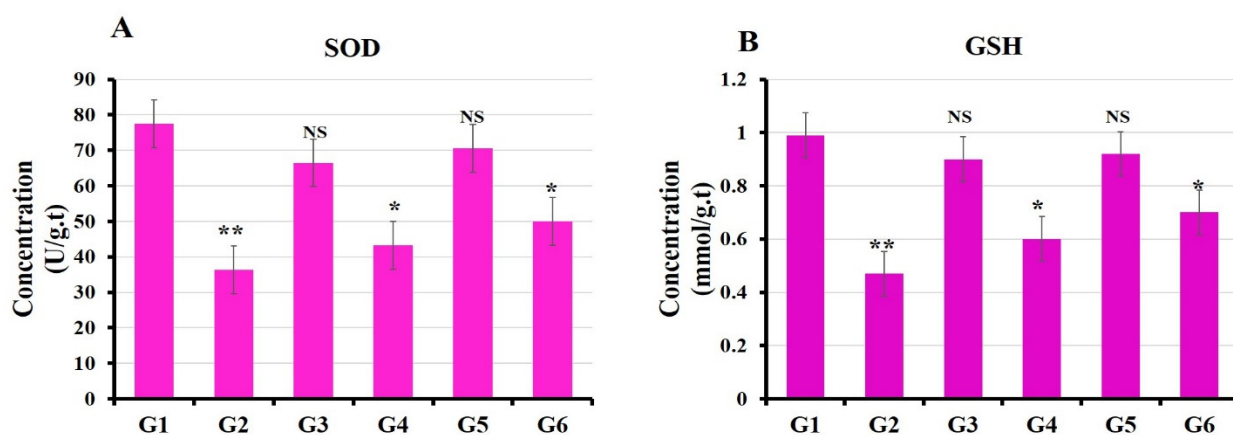 A
SOD
Concentration
(U/g.t)
90
80
70
60
50
40
30
20
10
0
NS
NS
**
*
*
G1 G2 G3 G4 G5 G6
B
GSH
Concentration
(mmol/g.t)
1.2
1
0.8
0.6
0.4
0.2
0
NS
NS
**
*
*
G1 G2 G3 G4 G5 G6